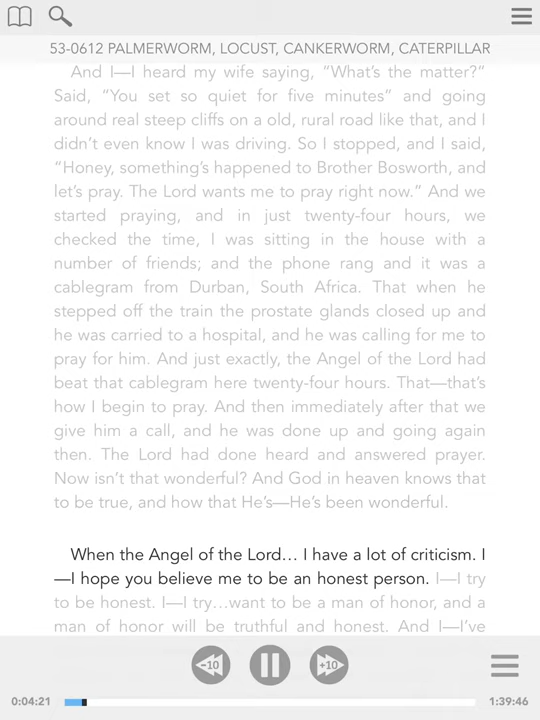 53-0612 PALMERWORM, LOCUST, CANKERWORM, CATERPILLAR
And I—I heard my wife saying, “What’s the matter?”
Said, “You set so quiet for five minutes” and going
around real steep cliffs on a old, rural road like that, and I
didn’t even know I was driving. So I stopped, and I said,
“Honey, something’s happened to Brother Bosworth, and
let’s pray. The Lord wants me to pray right now.” And we
started praying, and in just twenty-four hours, we
checked the time, I was sitting in the house with a
number of friends; and the phone rang and it was a
cablegram from Durban, South Africa. That when he
stepped off the train the prostate glands closed up and
he was carried to a hospital, and he was calling for me to
pray for him. And just exactly, the Angel of the Lord had
beat that cablegram here twenty-four hours. That—that’s
how I begin to pray. And then immediately after that we
give him a call, and he was done up and going again
then. The Lord had done heard and answered prayer.
Now isn’t that wonderful? And God in heaven knows that
to be true, and how that He’s—He’s been wonderful.
When the Angel of the Lord… I have a lot of criticism. I
—I hope you believe me to be an honest person. I—I try
to be honest. I—I try…want to be a man of honor, and a
man of honor will be truthful and honest. And I—I’ve
-10
+10
0:04:21
1:39:46